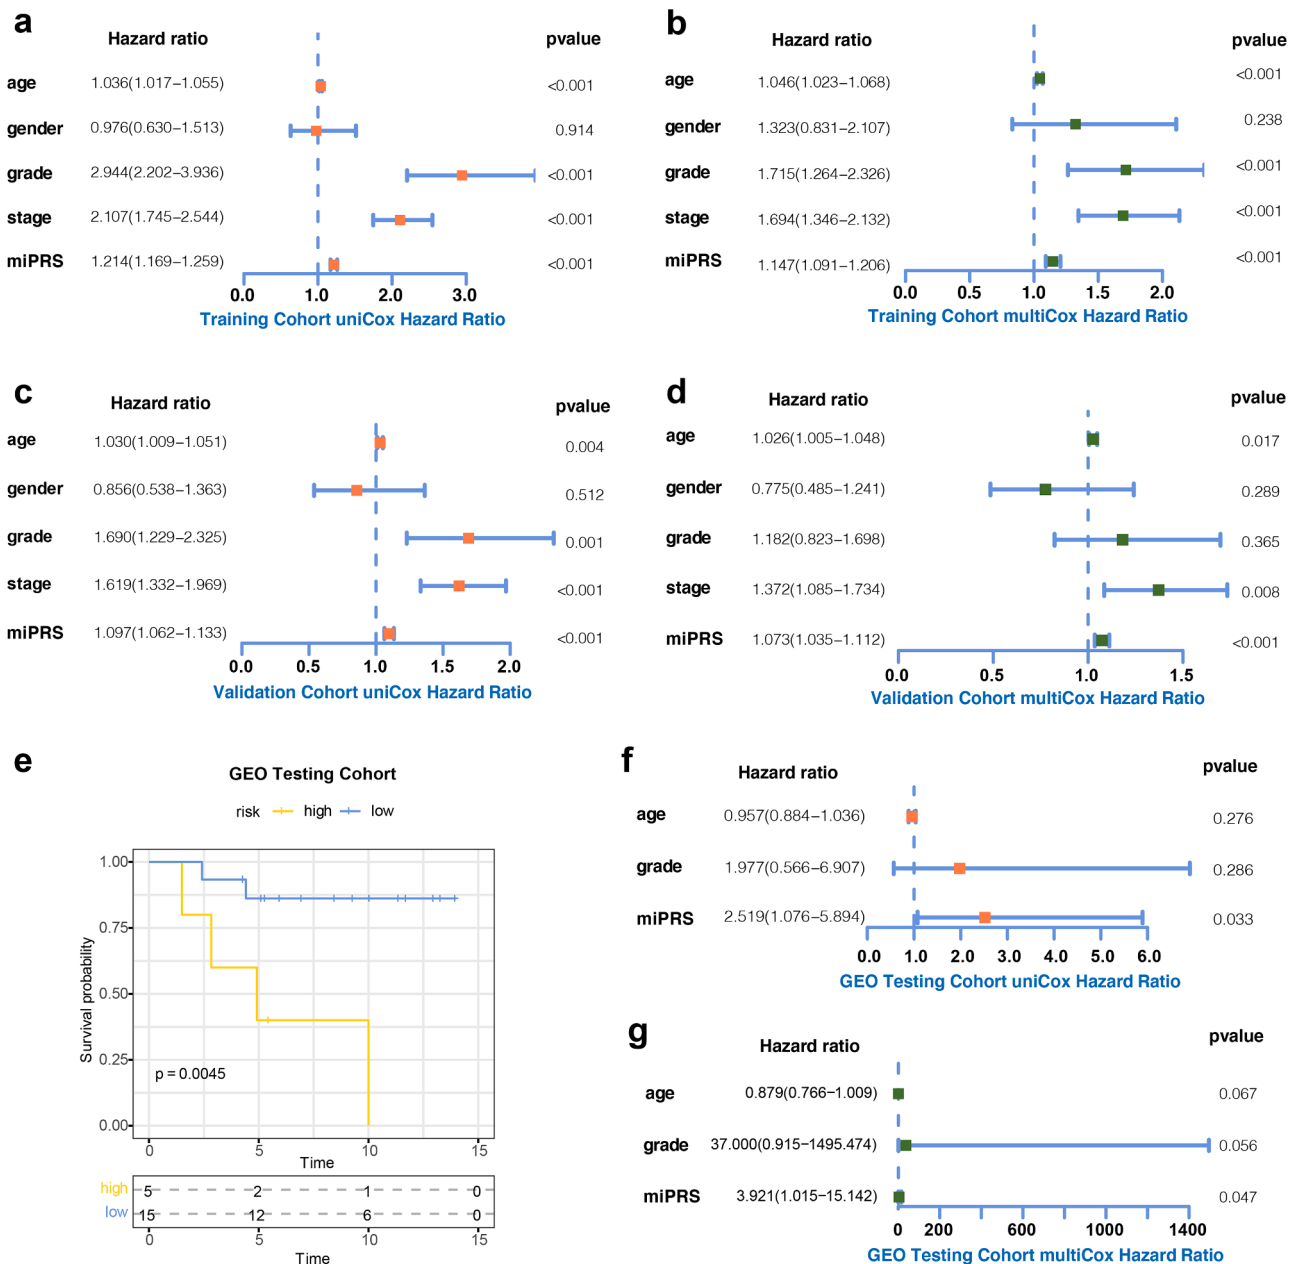 a
Hazard ratio pvalue
age 1.036(1.017−1.055) <0.001
gender 0.976(0.630−1.513) 0.914
grade 2.944(2.202−3.936) <0.001
stage 2.107(1.745−2.544) <0.001
miPRS 1.214(1.169−1.259) <0.001
0.0 1.0 2.0 3.0
Training Cohort uniCox Hazard Ratio
b
Hazard ratio pvalue
age 1.046(1.023−1.068) <0.001
gender 1.323(0.831−2.107) 0.238
grade 1.715(1.264−2.326) <0.001
stage 1.694(1.346−2.132) <0.001
miPRS 1.147(1.091−1.206) <0.001
0.0 0.5 1.0 1.5 2.0
Training Cohort multiCox Hazard Ratio
c
Hazard ratio pvalue
age 1.030(1.009−1.051) 0.004
gender 0.856(0.538−1.363) 0.512
grade 1.690(1.229−2.325) 0.001
stage 1.619(1.332−1.969) <0.001
miPRS 1.097(1.062−1.133) <0.001
0.0 0.5 1.0 1.5 2.0
Validation Cohort uniCox Hazard Ratio
d
Hazard ratio pvalue
age 1.026(1.005−1.048) 0.017
gender 0.775(0.485−1.241) 0.289
grade 1.182(0.823−1.698) 0.365
stage 1.372(1.085−1.734) 0.008
miPRS 1.073(1.035−1.112) <0.001
0.0 0.5 1.0 1.5
Validation Cohort multiCox Hazard Ratio
e
GEO Testing Cohort
risk high low
1.00
0.75
0.50
0.25
0.00
Survival probability
p = 0.0045
0 5 10 15
Time
high 5 2 1 0
low 15 12 6 0
0 5 10 15
Time
f
Hazard ratio pvalue
age 0.957(0.884−1.036) 0.276
grade 1.977(0.566−6.907) 0.286
miPRS 2.519(1.076−5.894) 0.033
0.0 1.0 2.0 3.0 4.0 5.0 6.0
GEO Testing Cohort uniCox Hazard Ratio
g
Hazard ratio pvalue
age 0.879(0.766−1.009) 0.067
grade 37.000(0.915−1495.474) 0.056
miPRS 3.921(1.015−15.142) 0.047
0 200 600 1000 1400
GEO Testing Cohort multiCox Hazard Ratio